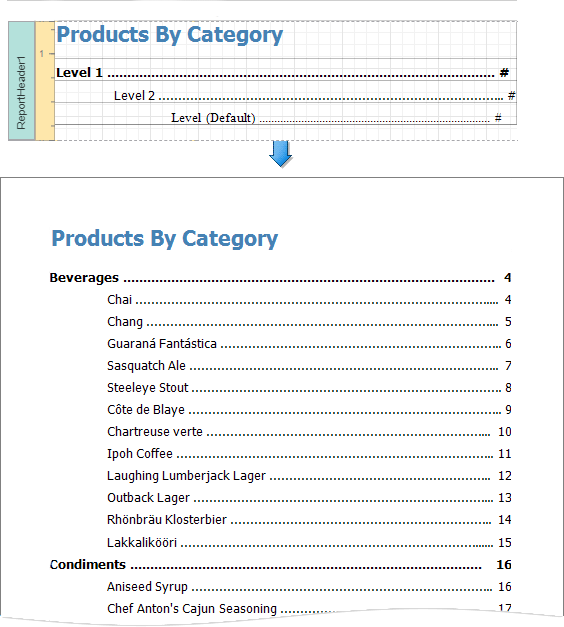 ReportHeader1
1
Products By Category
Level 1 ........................................................ #
Level 2 ........................................................ #
Level (Default) ........................................................ #
Products By Category
Beverages ........................................................ 4
Chai ........................................................ 4
Chang ........................................................ 5
Guaraná Fantástica ........................................................ 6
Sasquatch Ale ........................................................ 7
Steeleye Stout ........................................................ 8
Côte de Blaye ........................................................ 9
Chartreuse verte ........................................................ 10
Ipoh Coffee ........................................................ 11
Laughing Lumberjack Lager ........................................................ 12
Outback Lager ........................................................ 13
Rhönbräu Klosterbier ........................................................ 14
Lakkalikööri ........................................................ 15
Condiments ........................................................ 16
Aniseed Syrup ........................................................ 16
Chef Anton's Cajun Seasoning ........................................................ 17